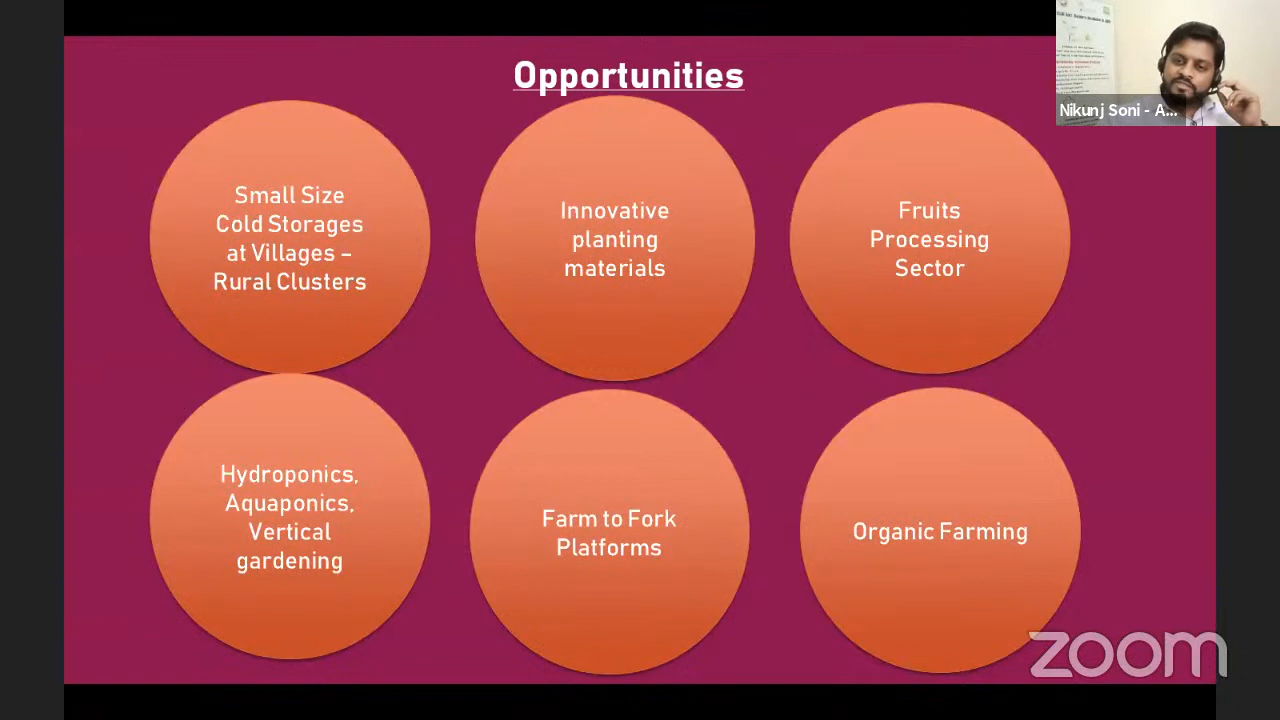 Opportunities
Nikunj Soni - A...
Small Size
Cold Storages
at Villages –
Rural Clusters
Innovative
planting
materials
Fruits
Processing
Sector
Hydroponics,
Aquaponics,
Vertical
gardening
Farm to Fork
Platforms
Organic Farming
zoom